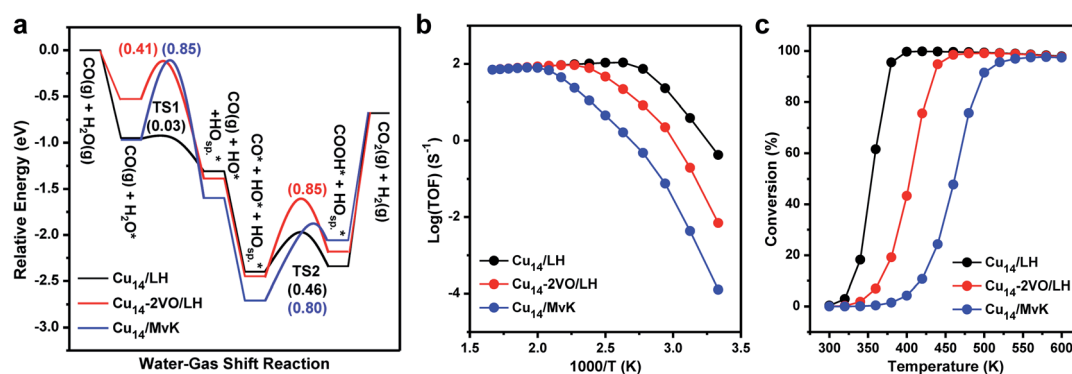 a
0.0
-0.5
-1.0
-1.5
-2.0
-2.5
-3.0
Relative Energy (eV)
(0.41)
(0.85)
TS1
(0.03)
CO(g) + H2O(g)
CO(g) + H2O*
CO(g) + HO*
+HOsp.*
CO* + HO* + HOsp.*
COOH* + HOsp.*
CO2(g) + H2(g)
(0.85)
TS2
(0.46)
(0.80)
Cu14/LH
Cu14-2VO/LH
Cu14/MvK
Water-Gas Shift Reaction
b
4
2
0
-2
-4
Log(TOF) (S-1)
Cu14/LH
Cu14-2VO/LH
Cu14/MvK
1.5 2.0 2.5 3.0 3.5
1000/T (K)
c
100
80
60
40
20
0
Conversion (%)
Cu14/LH
Cu14-2VO/LH
Cu14/MvK
300 350 400 450 500 550 600
Temperature (K)